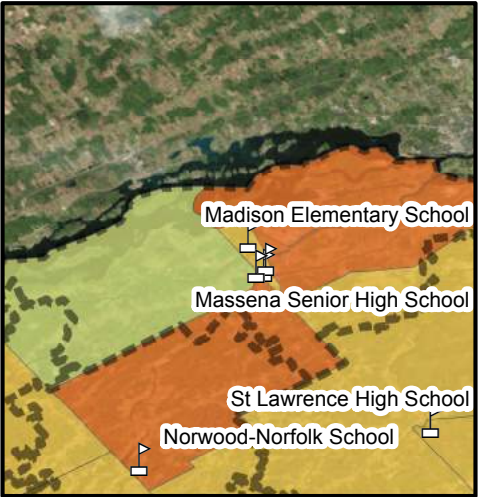 Madison Elementary School
Massena Senior High School
St Lawrence High School
Norwood-Norfolk School